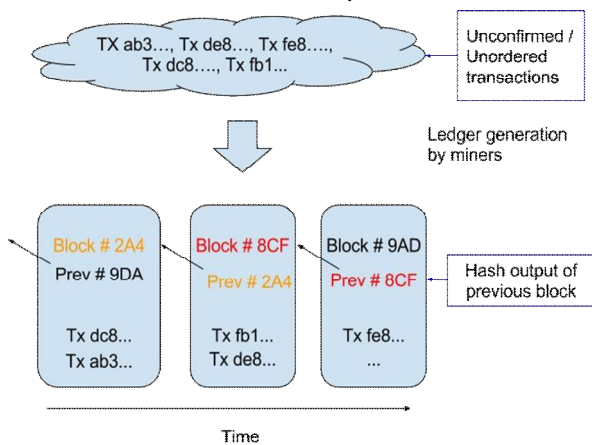 TX ab3..., Tx de8..., Tx fe8....,
Tx dc8...., Tx fb1...
Unconfirmed /
Unordered
transactions
Ledger generation
by miners
Block # 2A4
Prev # 9DA
Tx dc8...
Tx ab3...
Block # 8CF
Prev # 2A4
Tx fb1...
Tx de8...
Block # 9AD
Prev # 8CF
Tx fe8...
...
Hash output of
previous block
Time